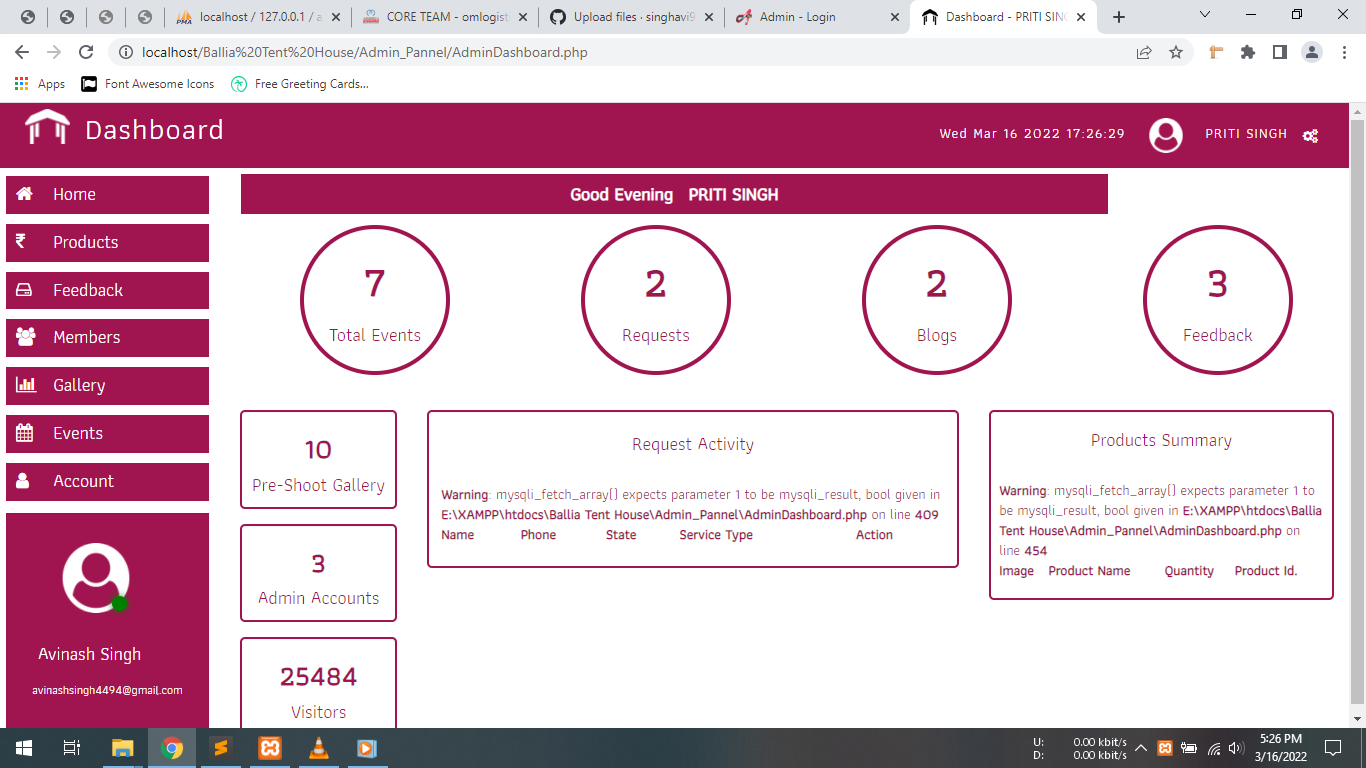 localhost / 127.0.0.1 / a
CORE TEAM - omlogist
Upload files · singhavi9
Admin - Login
Dashboard - PRITI SIN
localhost/Ballia%20Tent%20House/Admin_Pannel/AdminDashboard.php
Apps
Font Awesome Icons
Free Greeting Cards...
Dashboard
Wed Mar 16 2022 17:26:29
PRITI SINGH
Home
Products
Feedback
Members
Gallery
Events
Account
Avinash Singh
avinashsingh4494@gmail.com
Good Evening PRITI SINGH
7
Total Events
2
Requests
2
Blogs
3
Feedback
10
Pre-Shoot Gallery
3
Admin Accounts
25484
Visitors
Request Activity
Warning: mysqli_fetch_array() expects parameter 1 to be mysqli_result, bool given in
E:\XAMPP\htdocs\Ballia Tent House\Admin_Pannel\AdminDashboard.php on line 409
Name Phone State Service Type Action
Products Summary
Warning: mysqli_fetch_array() expects parameter 1 to
be mysqli_result, bool given in E:\XAMPP\htdocs\Ballia
Tent House\Admin_Pannel\AdminDashboard.php on
line 454
Image Product Name Quantity Product Id.
U: 0.00 kbit/s
D: 0.00 kbit/s
5:26 PM
3/16/2022